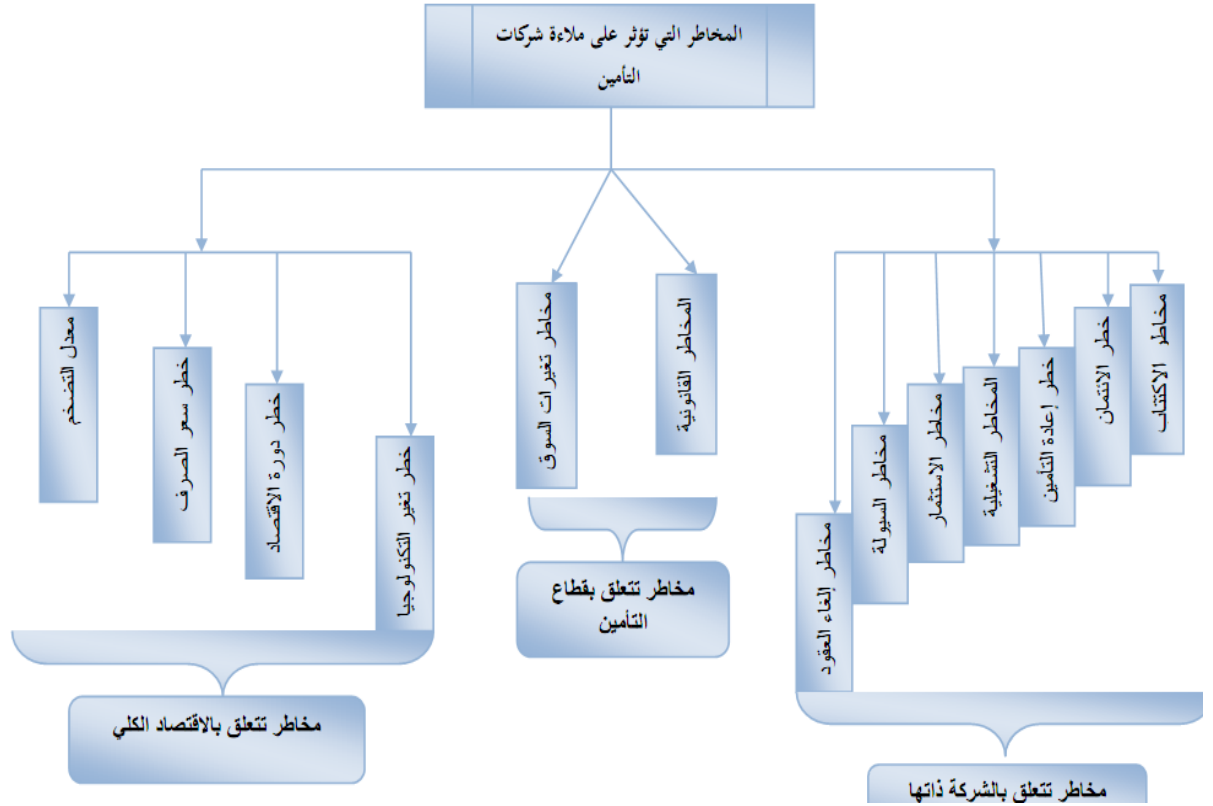 المخاطر التي تؤثر على ملاءة شركات
التأمين
مخاطر الاكتتاب
خطر الائتمان
خطر إعادة التأمين
المخاطر التشغيلية
مخاطر الاستثمار
مخاطر السيولة
مخاطر إلغاء العقود
مخاطر تتعلق بالشركة ذاتها
المخاطر القانونية
مخاطر تغيرات السوق
مخاطر تتعلق بقطاع
التأمين
خطر تغير التكنولوجيا
خطر دورة الاقتصاد
خطر سعر الصرف
معدل التضخم
مخاطر تتعلق بالاقتصاد الكلي